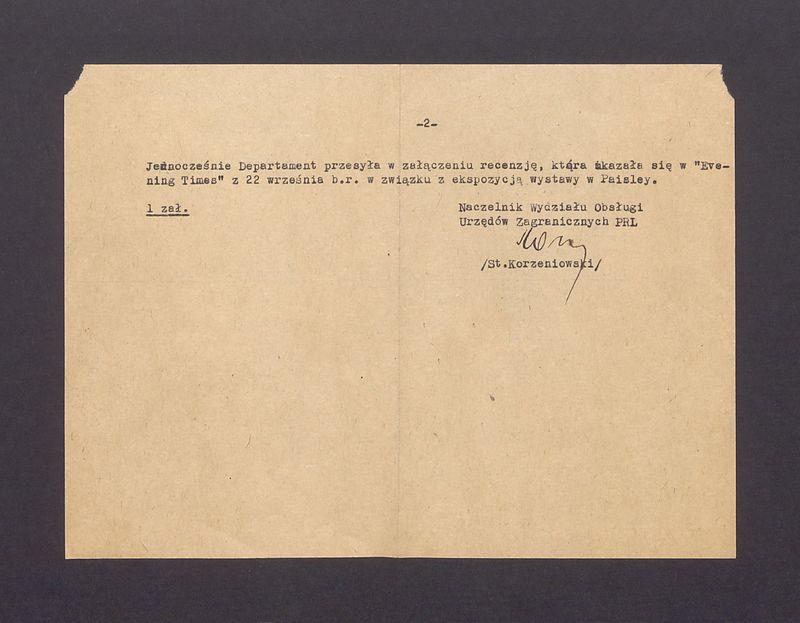 -2-
Jednocześnie Departament przesyła w załączeniu recenzję, która ukazała się w "Eve-
ning Times" z 22 września b.r. w związku z ekspozycją wystawy w Paisley.
1 zał.
Naczelnik Wydziału Obsługi
Urzędów Zagranicznych PRL
/St.Korzeniowski/